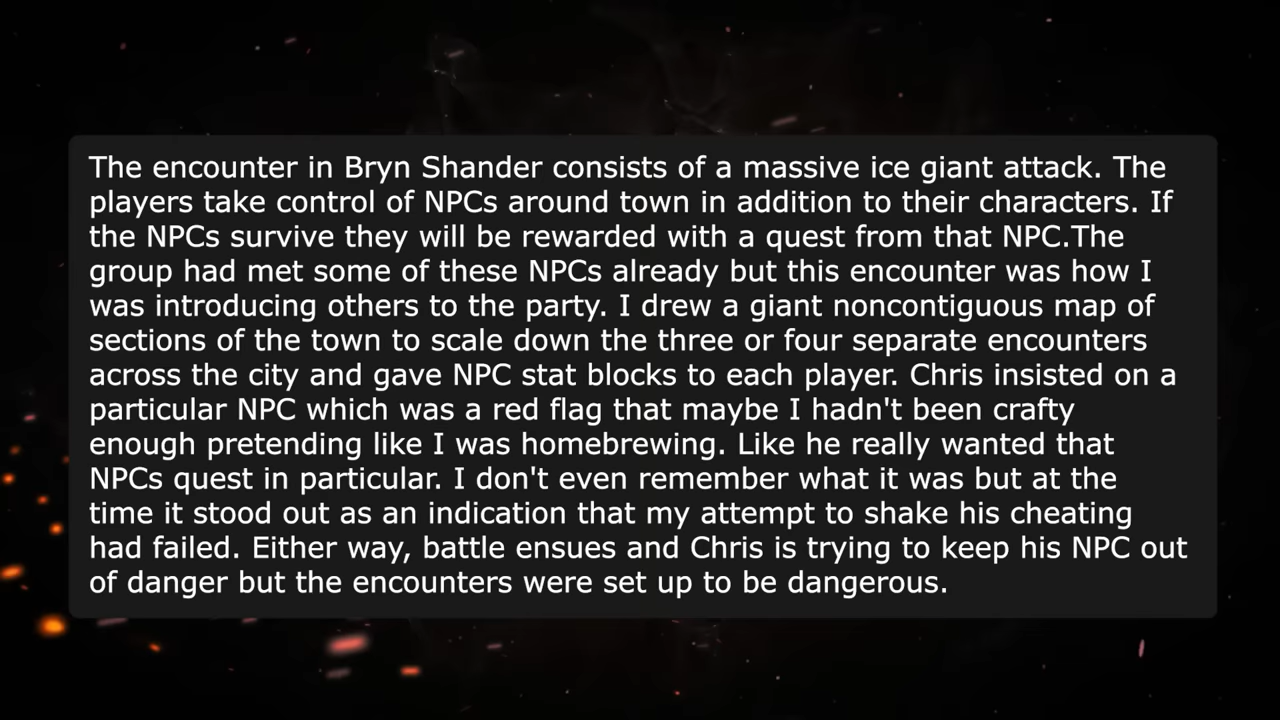 The encounter in Bryn Shander consists of a massive ice giant attack. The
players take control of NPCs around town in addition to their characters. If
the NPCs survive they will be rewarded with a quest from that NPC.The
group had met some of these NPCs already but this encounter was how I
was introducing others to the party. I drew a giant noncontiguous map of
sections of the town to scale down the three or four separate encounters
across the city and gave NPC stat blocks to each player. Chris insisted on a
particular NPC which was a red flag that maybe I hadn't been crafty
enough pretending like I was homebrewing. Like he really wanted that
NPCs quest in particular. I don't even remember what it was but at the
time it stood out as an indication that my attempt to shake his cheating
had failed. Either way, battle ensues and Chris is trying to keep his NPC out
of danger but the encounters were set up to be dangerous.